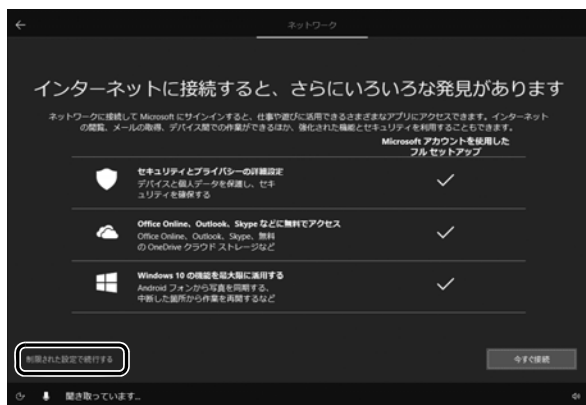 ネットワーク
インターネットに接続すると、さらにいろいろな発見があります
ネットワークに接続して Microsoft にサインインすると、仕事や遊びに活用できるさまざまなアプリにアクセスできます。インターネット
の閲覧、メールの取得、デバイス間での作業ができるほか、強化された機能とセキュリティを利用することもできます。
Microsoft アカウントを使用した
フル セットアップ
セキュリティとプライバシーの詳細設定
デバイスと個人データを保護し、セキ
ュリティを確保する
Office Online、Outlook、Skype などに無料でアクセス
Office Online、Outlook、Skype、無料
の OneDrive クラウド ストレージなど
Windows 10 の機能を最大限に活用する
Android フォンから写真を同期する、
中断した箇所から作業を再開するなど
制限された設定で続行する
今すぐ接続
聞き取っています...